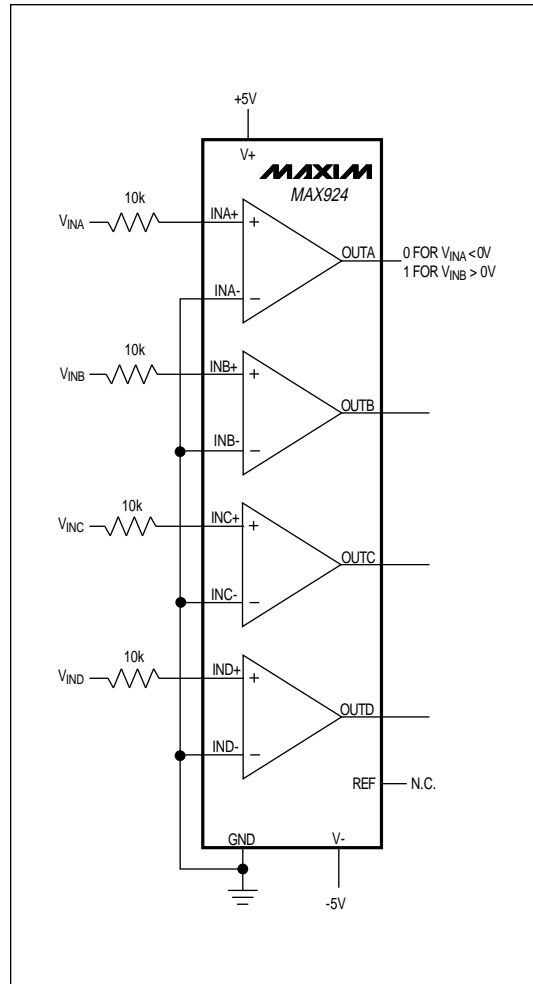 +5V
V+
MAXIM
MAX924
10k
VINA
INA+
+
OUTA
0 FOR VINA <0V
1 FOR VINB > 0V
INA-
−
10k
VINB
INB+
+
OUTB
INB-
−
10k
VINC
INC+
+
OUTC
INC-
−
10k
VIND
IND+
+
OUTD
IND-
−
REF
N.C.
GND
V-
-5V